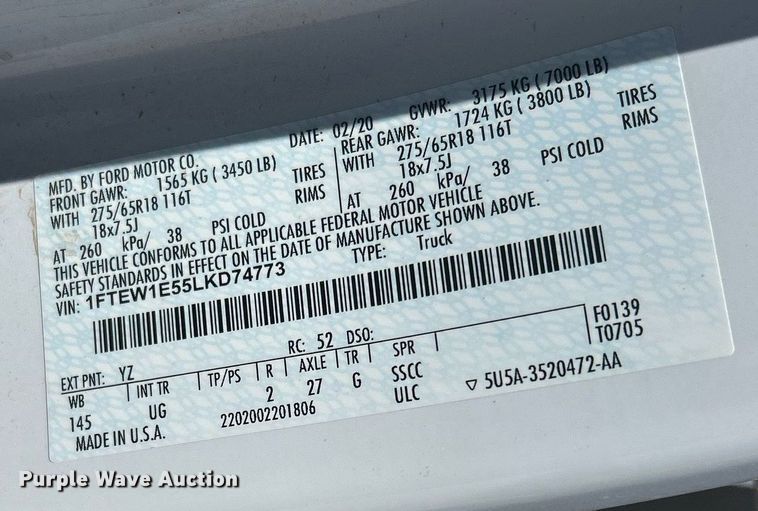 MFD. BY FORD MOTOR CO.
DATE: 02/20 GVWR: 3175 KG ( 7000 LB)
FRONT GAWR: 1565 KG ( 3450 LB)
WITH 275/65R18 116T TIRES
18x7.5J RIMS
AT 260 kPa/ 38 PSI COLD
REAR GAWR: 1724 KG ( 3800 LB)
WITH 275/65R18 116T TIRES
18x7.5J RIMS
AT 260 kPa/ 38 PSI COLD
THIS VEHICLE CONFORMS TO ALL APPLICABLE FEDERAL MOTOR VEHICLE
SAFETY STANDARDS IN EFFECT ON THE DATE OF MANUFACTURE SHOWN ABOVE.
VIN: 1FTEW1E55LKD74773 TYPE: Truck
F0139
T0705
EXT PNT: YZ RC: 52 DSO:
WB INT TR TP/PS R AXLE TR SPR
145 UG 2 27 G SSCC
ULC
MADE IN U.S.A. 2202002201806 ▽ 5U5A-3520472-AA
Purple Wave Auction